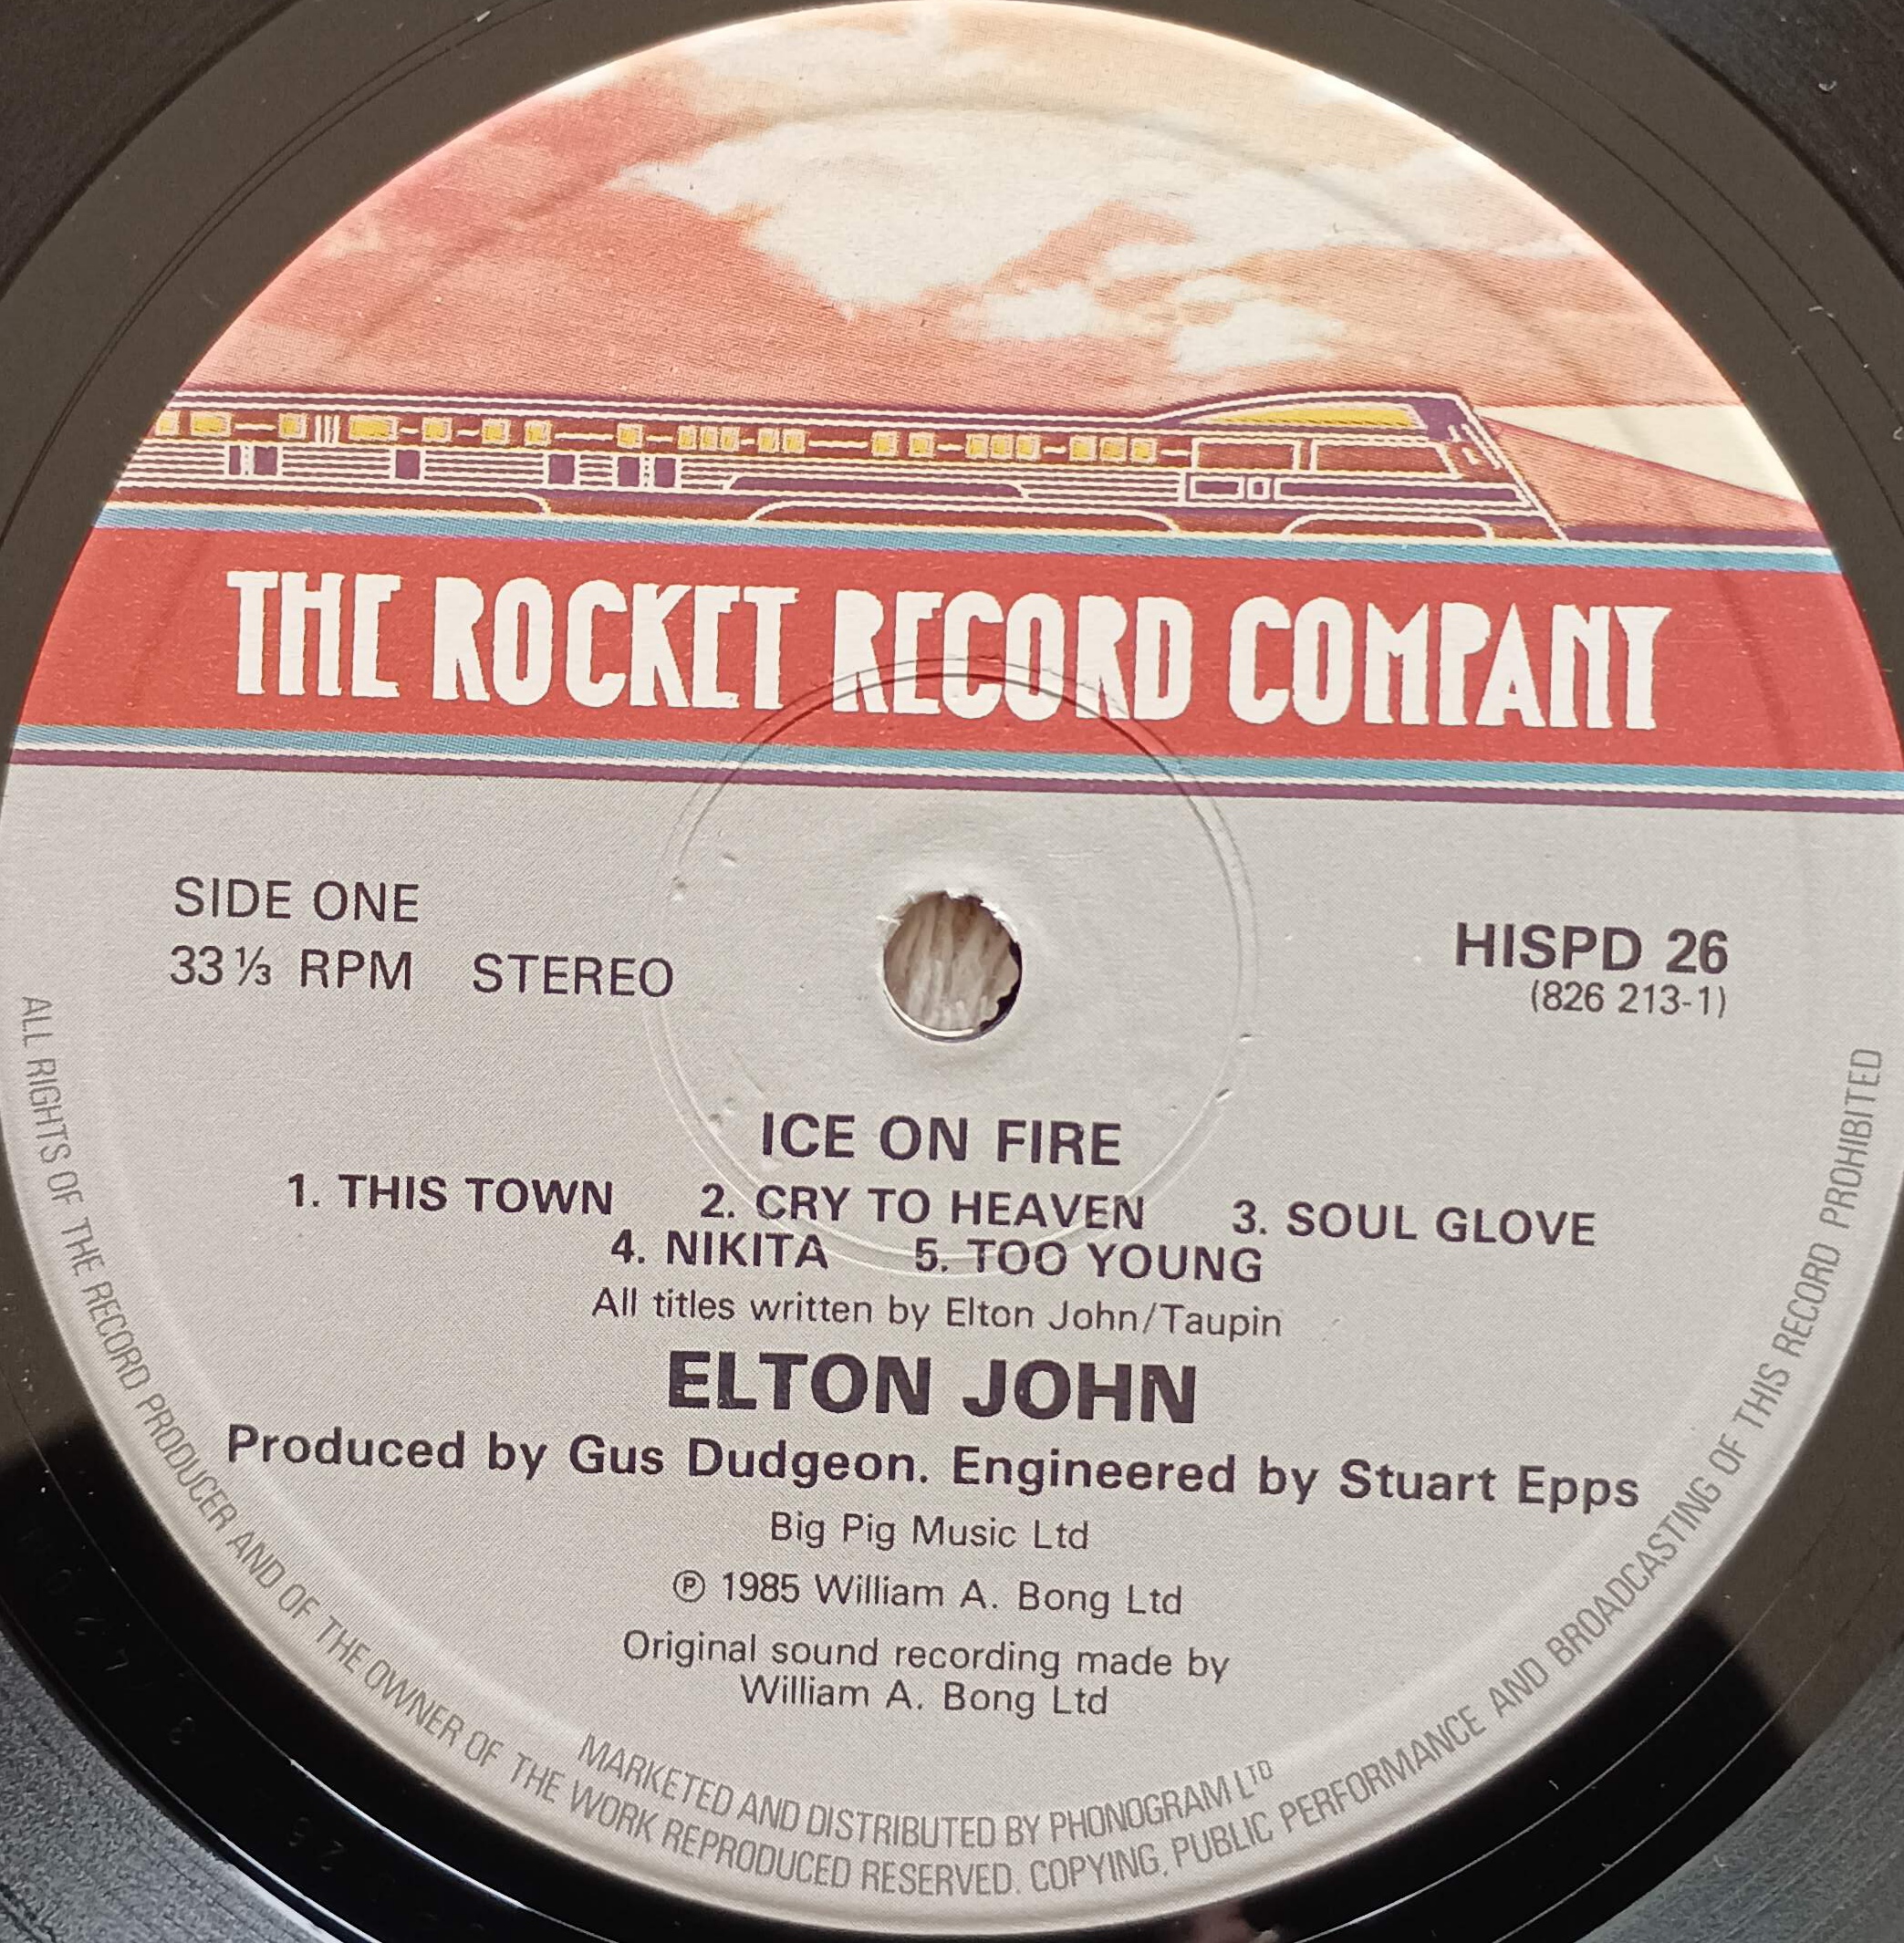 THE ROCKET RECORD COMPANY
SIDE ONE
33⅓ RPM STEREO
HISPD 26
(826 213-1)
ICE ON FIRE
1. THIS TOWN 2. CRY TO HEAVEN 3. SOUL GLOVE
4. NIKITA 5. TOO YOUNG
All titles written by Elton John/Taupin
ELTON JOHN
Produced by Gus Dudgeon. Engineered by Stuart Epps
Big Pig Music Ltd
℗ 1985 William A. Bong Ltd
Original sound recording made by
William A. Bong Ltd
MARKETED AND DISTRIBUTED BY PHONOGRAM LTD
ALL RIGHTS OF THE RECORD PRODUCER AND OF THE OWNER OF THE WORK REPRODUCED RESERVED. COPYING, PUBLIC PERFORMANCE AND BROADCASTING OF THIS RECORD PROHIBITED